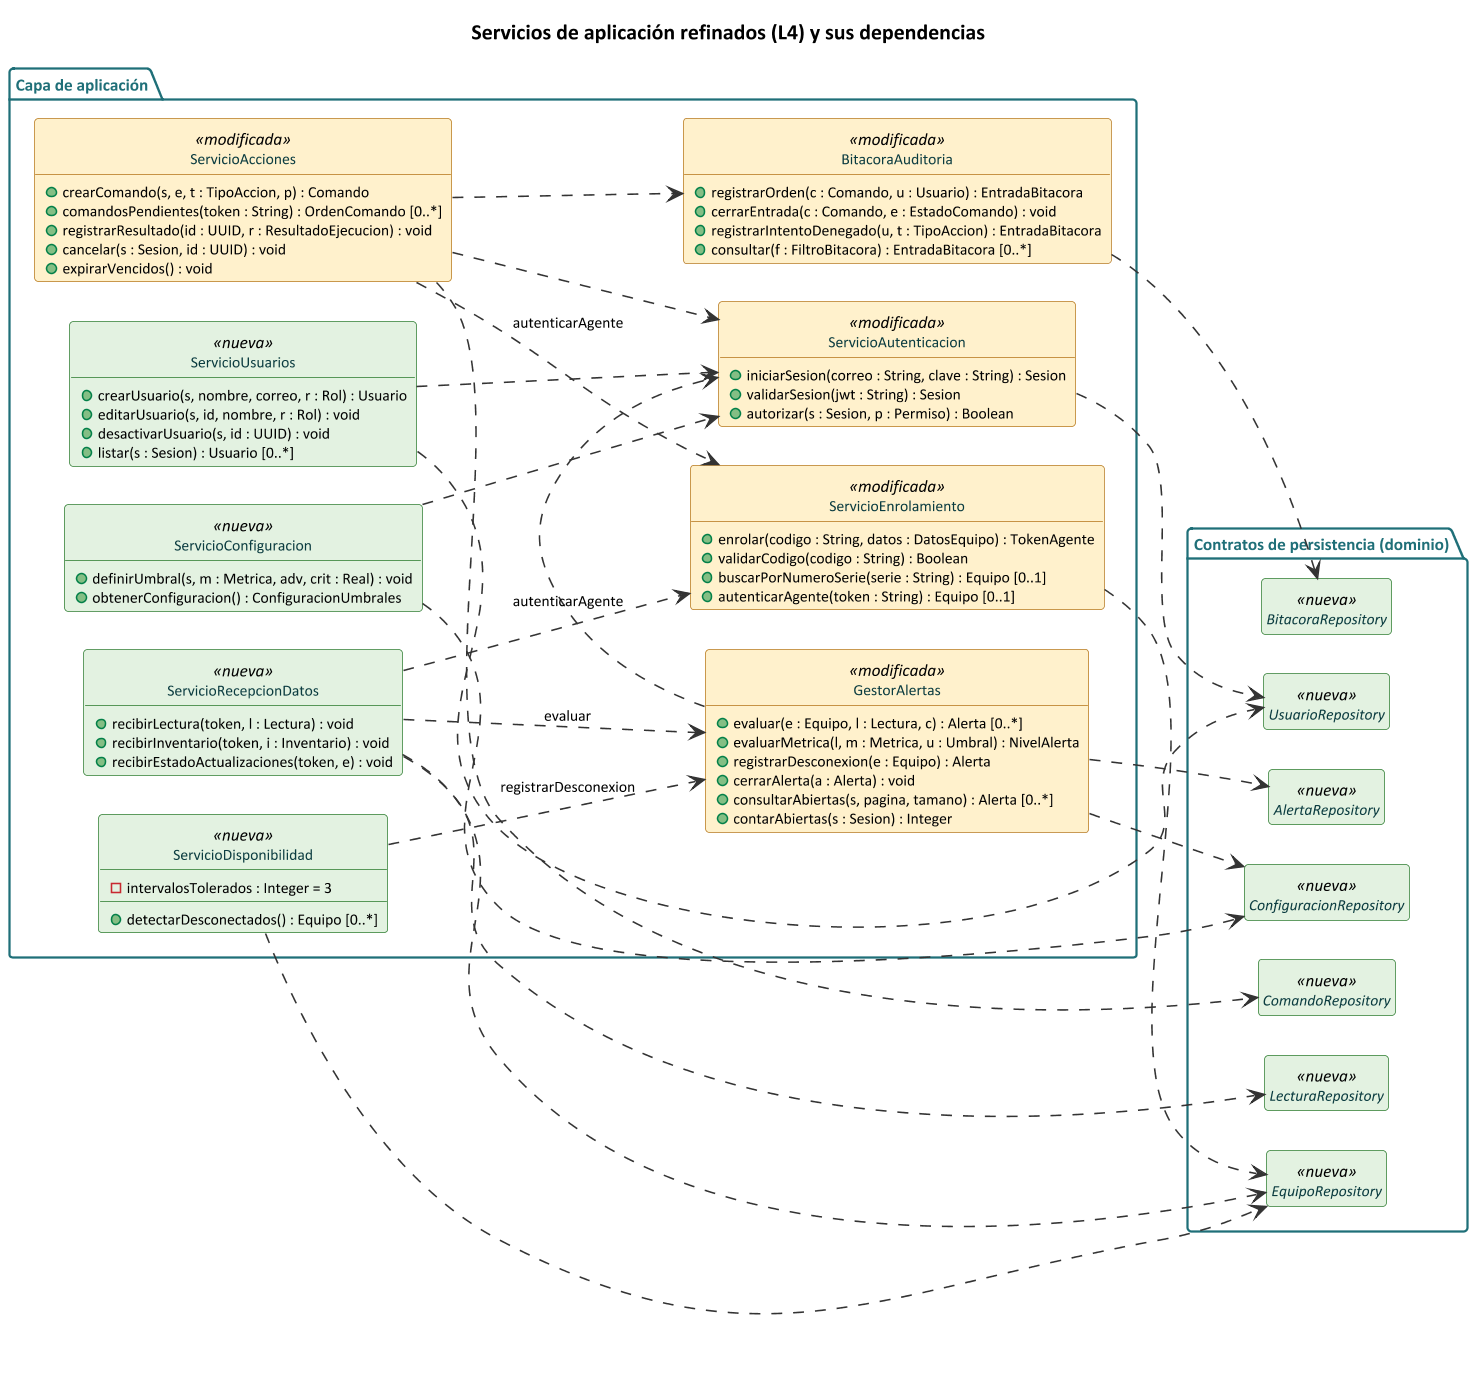 Servicios de aplicación refinados (L4) y sus dependencias
Capa de aplicación
«modificada»
ServicioAcciones
crearComando(s, e, t : TipoAccion, p) : Comando
comandosPendientes(token : String) : OrdenComando [0..*]
registrarResultado(id : UUID, r : ResultadoEjecucion) : void
cancelar(s : Sesion, id : UUID) : void
expirarVencidos() : void
«modificada»
BitacoraAuditoria
registrarOrden(c : Comando, u : Usuario) : EntradaBitacora
cerrarEntrada(c : Comando, e : EstadoComando) : void
registrarIntentoDenegado(u, t : TipoAccion) : EntradaBitacora
consultar(f : FiltroBitacora) : EntradaBitacora [0..*]
autenticarAgente
«nueva»
ServicioUsuarios
crearUsuario(s, nombre, correo, r : Rol) : Usuario
editarUsuario(s, id, nombre, r : Rol) : void
desactivarUsuario(s, id : UUID) : void
listar(s : Sesion) : Usuario [0..*]
«modificada»
ServicioAutenticacion
iniciarSesion(correo : String, clave : String) : Sesion
validarSesion(jwt : String) : Sesion
autorizar(s : Sesion, p : Permiso) : Boolean
«nueva»
ServicioConfiguracion
definirUmbral(s, m : Metrica, adv, crit : Real) : void
obtenerConfiguracion() : ConfiguracionUmbrales
«modificada»
ServicioEnrolamiento
enrolar(codigo : String, datos : DatosEquipo) : TokenAgente
validarCodigo(codigo : String) : Boolean
buscarPorNumeroSerie(serie : String) : Equipo [0..1]
autenticarAgente(token : String) : Equipo [0..1]
autenticarAgente
«nueva»
ServicioRecepcionDatos
recibirLectura(token, l : Lectura) : void
recibirInventario(token, i : Inventario) : void
recibirEstadoActualizaciones(token, e) : void
evaluar
«modificada»
GestorAlertas
evaluar(e : Equipo, l : Lectura, c) : Alerta [0..*]
evaluarMetrica(l, m : Metrica, u : Umbral) : NivelAlerta
registrarDesconexion(e : Equipo) : Alerta
cerrarAlerta(a : Alerta) : void
consultarAbiertas(s, pagina, tamano) : Alerta [0..*]
contarAbiertas(s : Sesion) : Integer
registrarDesconexion
«nueva»
ServicioDisponibilidad
intervalosTolerados : Integer = 3
detectarDesconectados() : Equipo [0..*]
Contratos de persistencia (dominio)
«nueva»
BitacoraRepository
«nueva»
UsuarioRepository
«nueva»
AlertaRepository
«nueva»
ConfiguracionRepository
«nueva»
ComandoRepository
«nueva»
LecturaRepository
«nueva»
EquipoRepository